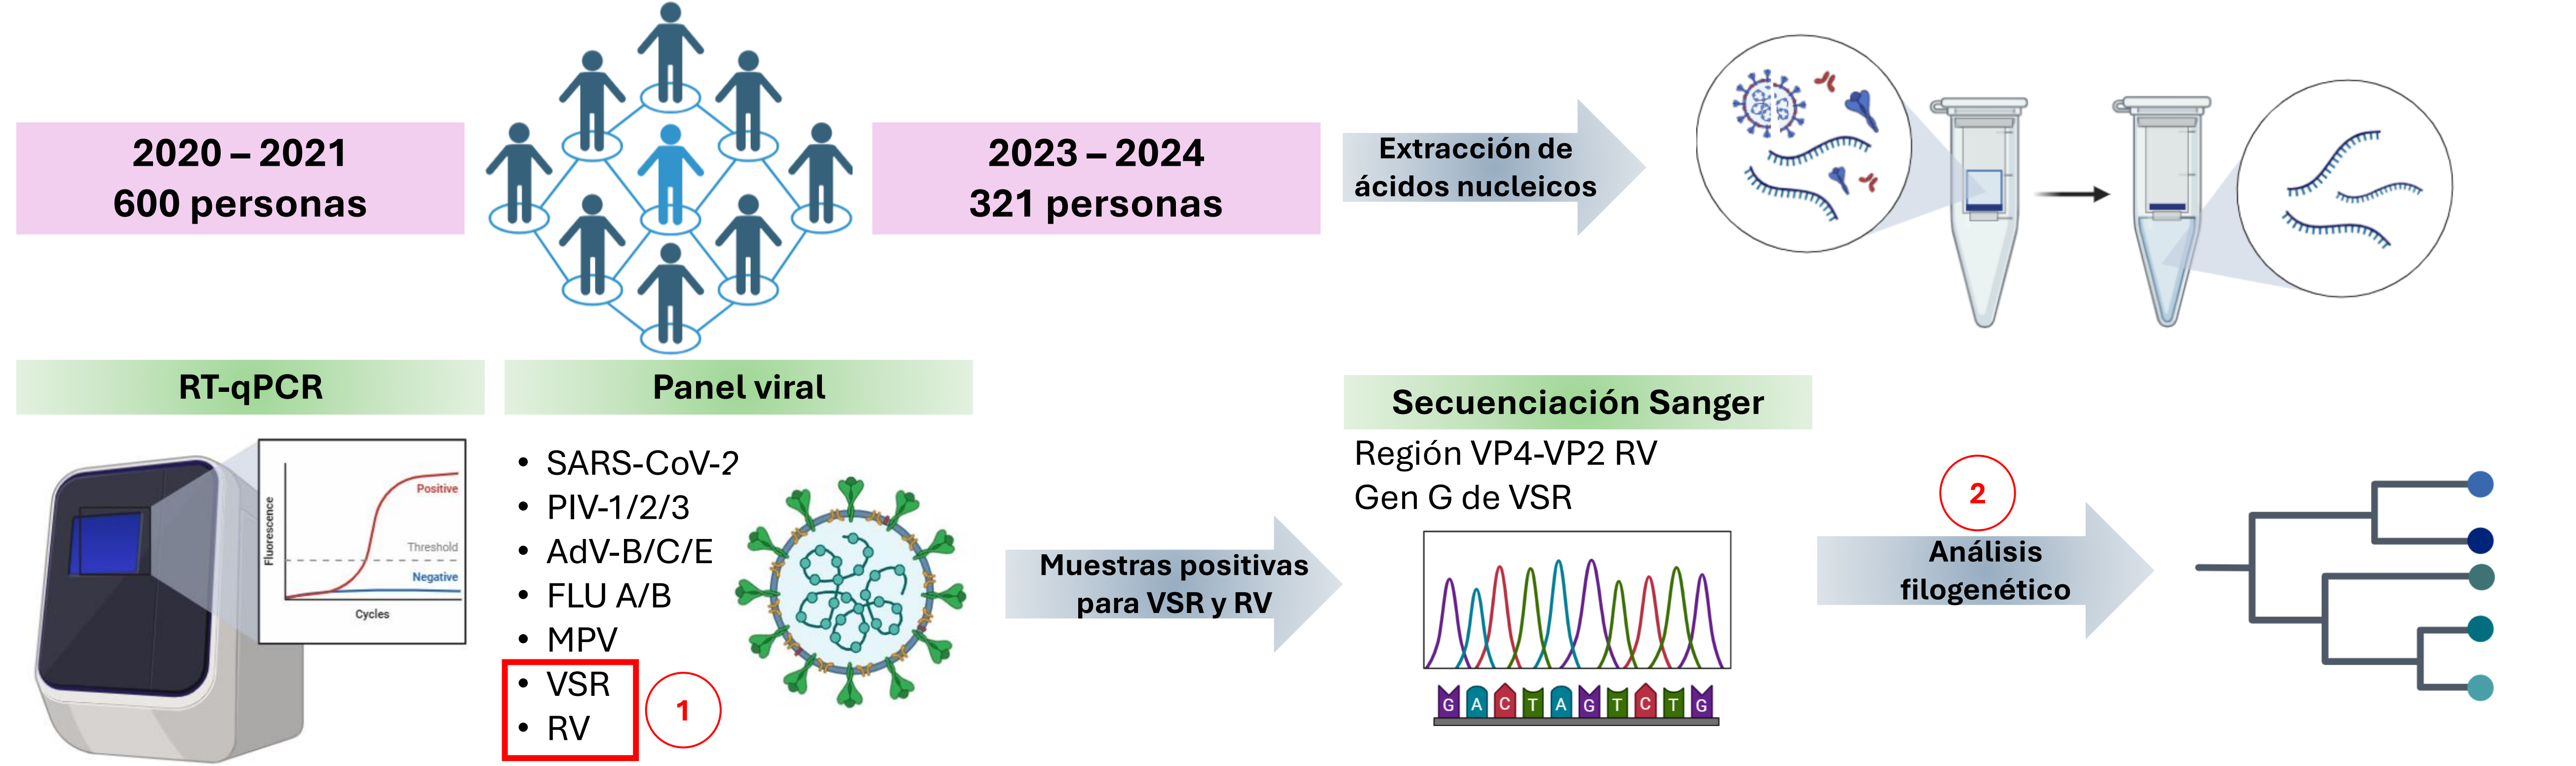 2020 – 2021
600 personas
2023 – 2024
321 personas
Extracción de
ácidos nucleicos
RT-qPCR
Fluorescence
Positive
Threshold
Negative
Cycles
Panel viral
• SARS-CoV-2
• PIV-1/2/3
• AdV-B/C/E
• FLU A/B
• MPV
• VSR
• RV
1
Muestras positivas
para VSR y RV
Secuenciación Sanger
Región VP4-VP2 RV
Gen G de VSR
G A C T A G T C T G
2
Análisis
filogenético